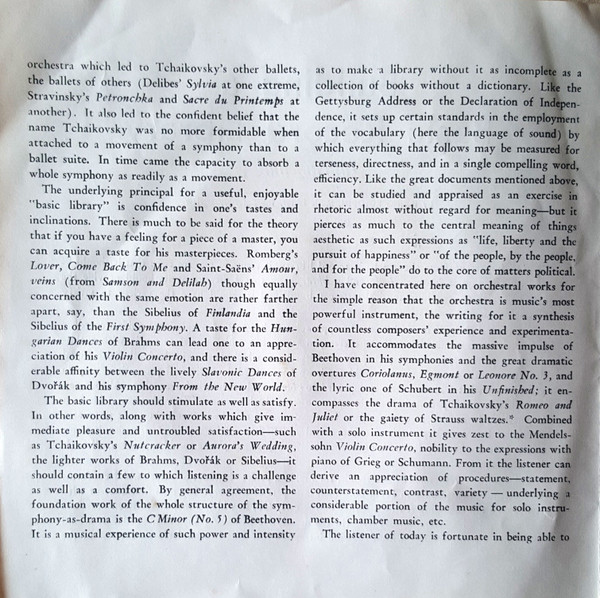 orchestra which led to Tchaikovsky's other ballets,
the ballets of others (Delibes' Sylvia at one extreme,
Stravinsky's Petronchka and Sacre du Printemps at
another). It also led to the confident belief that the
name Tchaikovsky was no more formidable when
attached to a movement of a symphony than to a
ballet suite. In time came the capacity to absorb a
whole symphony as readily as a movement.
The underlying principal for a useful, enjoyable
"basic library" is confidence in one's tastes and
inclinations. There is much to be said for the theory
that if you have a feeling for a piece of a master, you
can acquire a taste for his masterpieces. Romberg's
Lover, Come Back To Me and Saint-Saëns' Amour,
veins (from Samson and Delilah) though equally
concerned with the same emotion are rather farther
apart, say, than the Sibelius of Finlandia and the
Sibelius of the First Symphony. A taste for the Hun-
garian Dances of Brahms can lead one to an appre-
ciation of his Violin Concerto, and there is a consid-
erable affinity between the lively Slavonic Dances of
Dvořák and his symphony From the New World.
The basic library should stimulate as well as satisfy.
In other words, along with works which give im-
mediate pleasure and untroubled satisfaction—such
as Tchaikovsky's Nutcracker or Aurora's Wedding,
the lighter works of Brahms, Dvořák or Sibelius—it
should contain a few to which listening is a challenge
as well as a comfort. By general agreement, the
foundation work of the whole structure of the sym-
phony-as-drama is the C Minor (No. 5) of Beethoven.
It is a musical experience of such power and intensity
as to make a library without it as incomplete as a
collection of books without a dictionary. Like the
Gettysburg Address or the Declaration of Indepen-
dence, it sets up certain standards in the employment
of the vocabulary (here the language of sound) by
which everything that follows may be measured for
terseness, directness, and in a single compelling word,
efficiency. Like the great documents mentioned above,
it can be studied and appraised as an exercise in
rhetoric almost without regard for meaning—but it
pierces as much to the central meaning of things
aesthetic as such expressions as "life, liberty and the
pursuit of happiness" or "of the people, by the people,
and for the people" do to the core of matters political.
I have concentrated here on orchestral works for
the simple reason that the orchestra is music's most
powerful instrument, the writing for it a synthesis
of countless composers' experience and experimenta-
tion. It accommodates the massive impulse of
Beethoven in his symphonies and the great dramatic
overtures Coriolanus, Egmont or Leonore No. 3, and
the lyric one of Schubert in his Unfinished; it en-
compasses the drama of Tchaikovsky's Romeo and
Juliet or the gaiety of Strauss waltzes.* Combined
with a solo instrument it gives zest to the Mendels-
sohn Violin Concerto, nobility to the expressions with
piano of Grieg or Schumann. From it the listener can
derive an appreciation of procedures—statement,
counterstatement, contrast, variety — underlying a
considerable portion of the music for solo instru-
ments, chamber music, etc.
The listener of today is fortunate in being able to